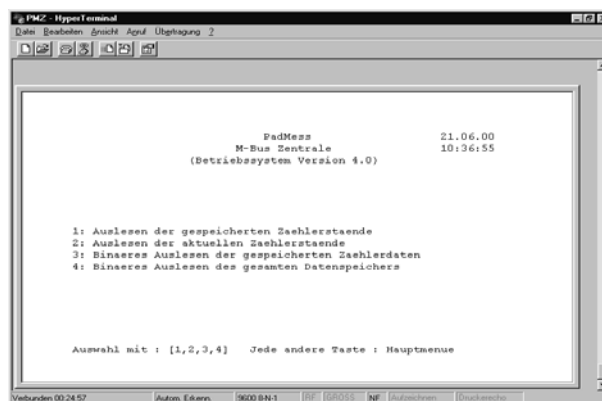 PMZ - HyperTerminal
Datei Bearbeiten Ansicht Anruf Übertragung ?
PadMess 21.06.00
M-Bus Zentrale 10:36:55
(Betriebssystem Version 4.0)
1: Auslesen der gespeicherten Zaehlerstaende
2: Auslesen der aktuellen Zaehlerstaende
3: Binaeres Auslesen der gespeicherten Zaehlerdaten
4: Binaeres Auslesen des gesamten Datenspeichers
Auswahl mit : [1,2,3,4] Jede andere Taste : Hauptmenue
Verbunden 00:24:57 Autom. Erkenn. 9600 8-N-1 RF GROSS NF Aufzeichnen Druckerecho